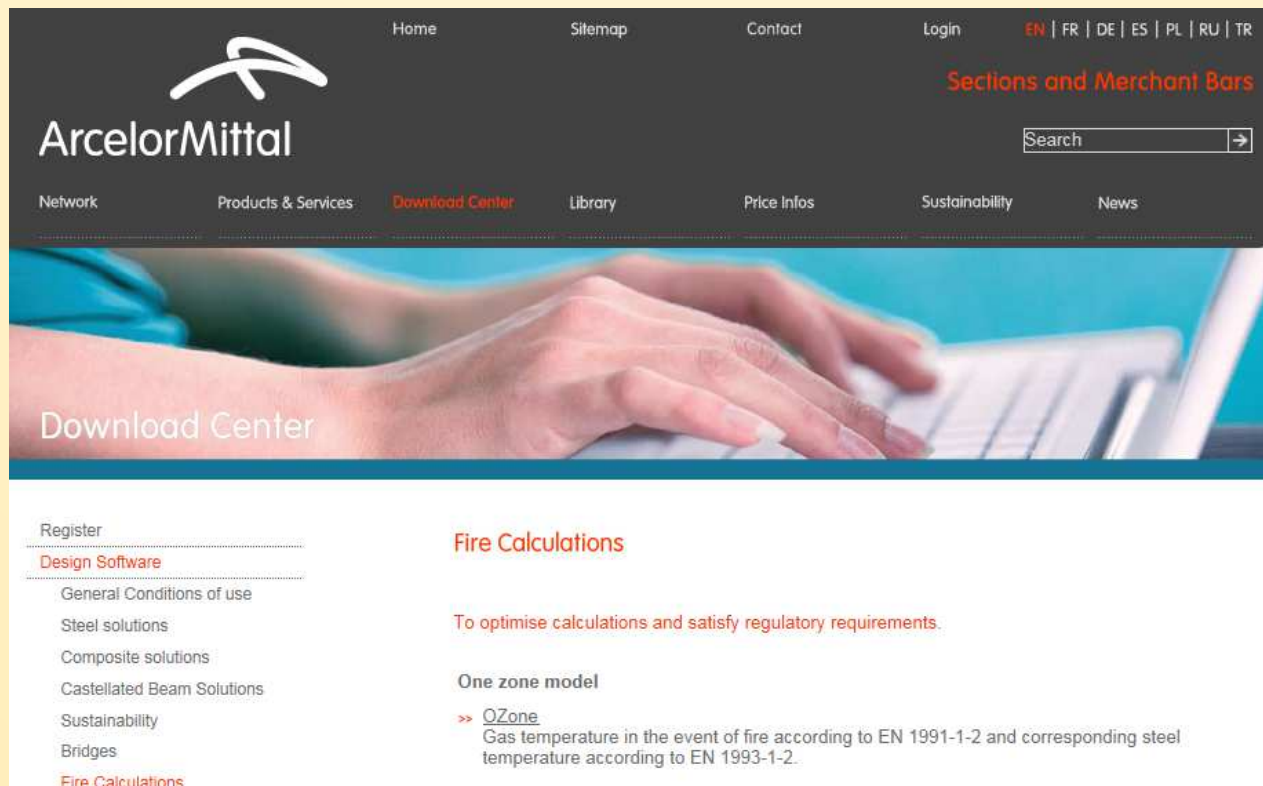 Home Sitemap Contact Login EN | FR | DE | ES | PL | RU | TR
Sections and Merchant Bars
ArcelorMittal
Search
Network Products & Services Download Center Library Price Infos Sustainability News
Download Center
Register
Design Software
General Conditions of use
Steel solutions
Composite solutions
Castellated Beam Solutions
Sustainability
Bridges
Fire Calculations
Fire Calculations
To optimise calculations and satisfy regulatory requirements.
One zone model
>> OZone
Gas temperature in the event of fire according to EN 1991-1-2 and corresponding steel
temperature according to EN 1993-1-2.